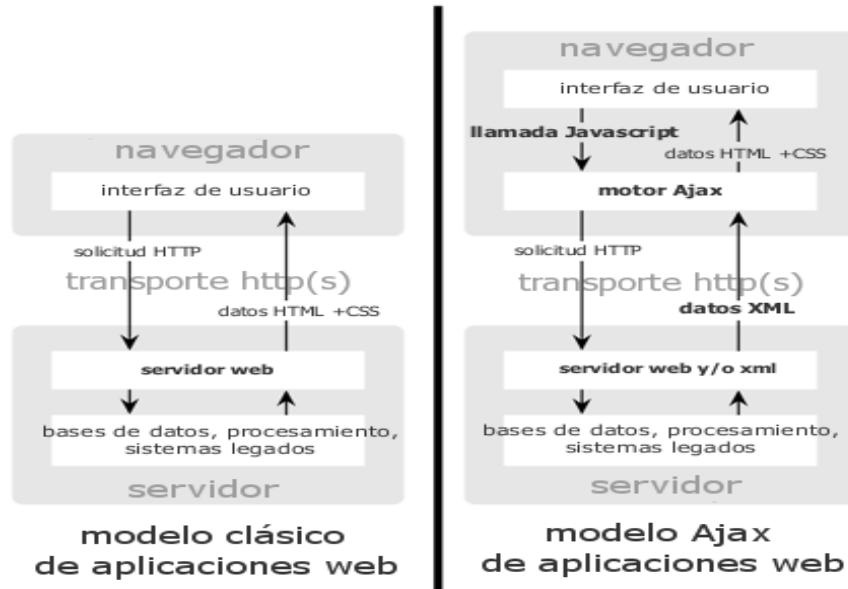 navegador
interfaz de usuario
solicitud HTTP
transporte http(s)
datos HTML +CSS
servidor web
bases de datos, procesamiento,
sistemas legados
servidor
modelo clásico
de aplicaciones web
navegador
interfaz de usuario
llamada Javascript
datos HTML +CSS
motor Ajax
solicitud HTTP
transporte http(s)
datos XML
servidor web y/o xml
bases de datos, procesamiento,
sistemas legados
servidor
modelo Ajax
de aplicaciones web